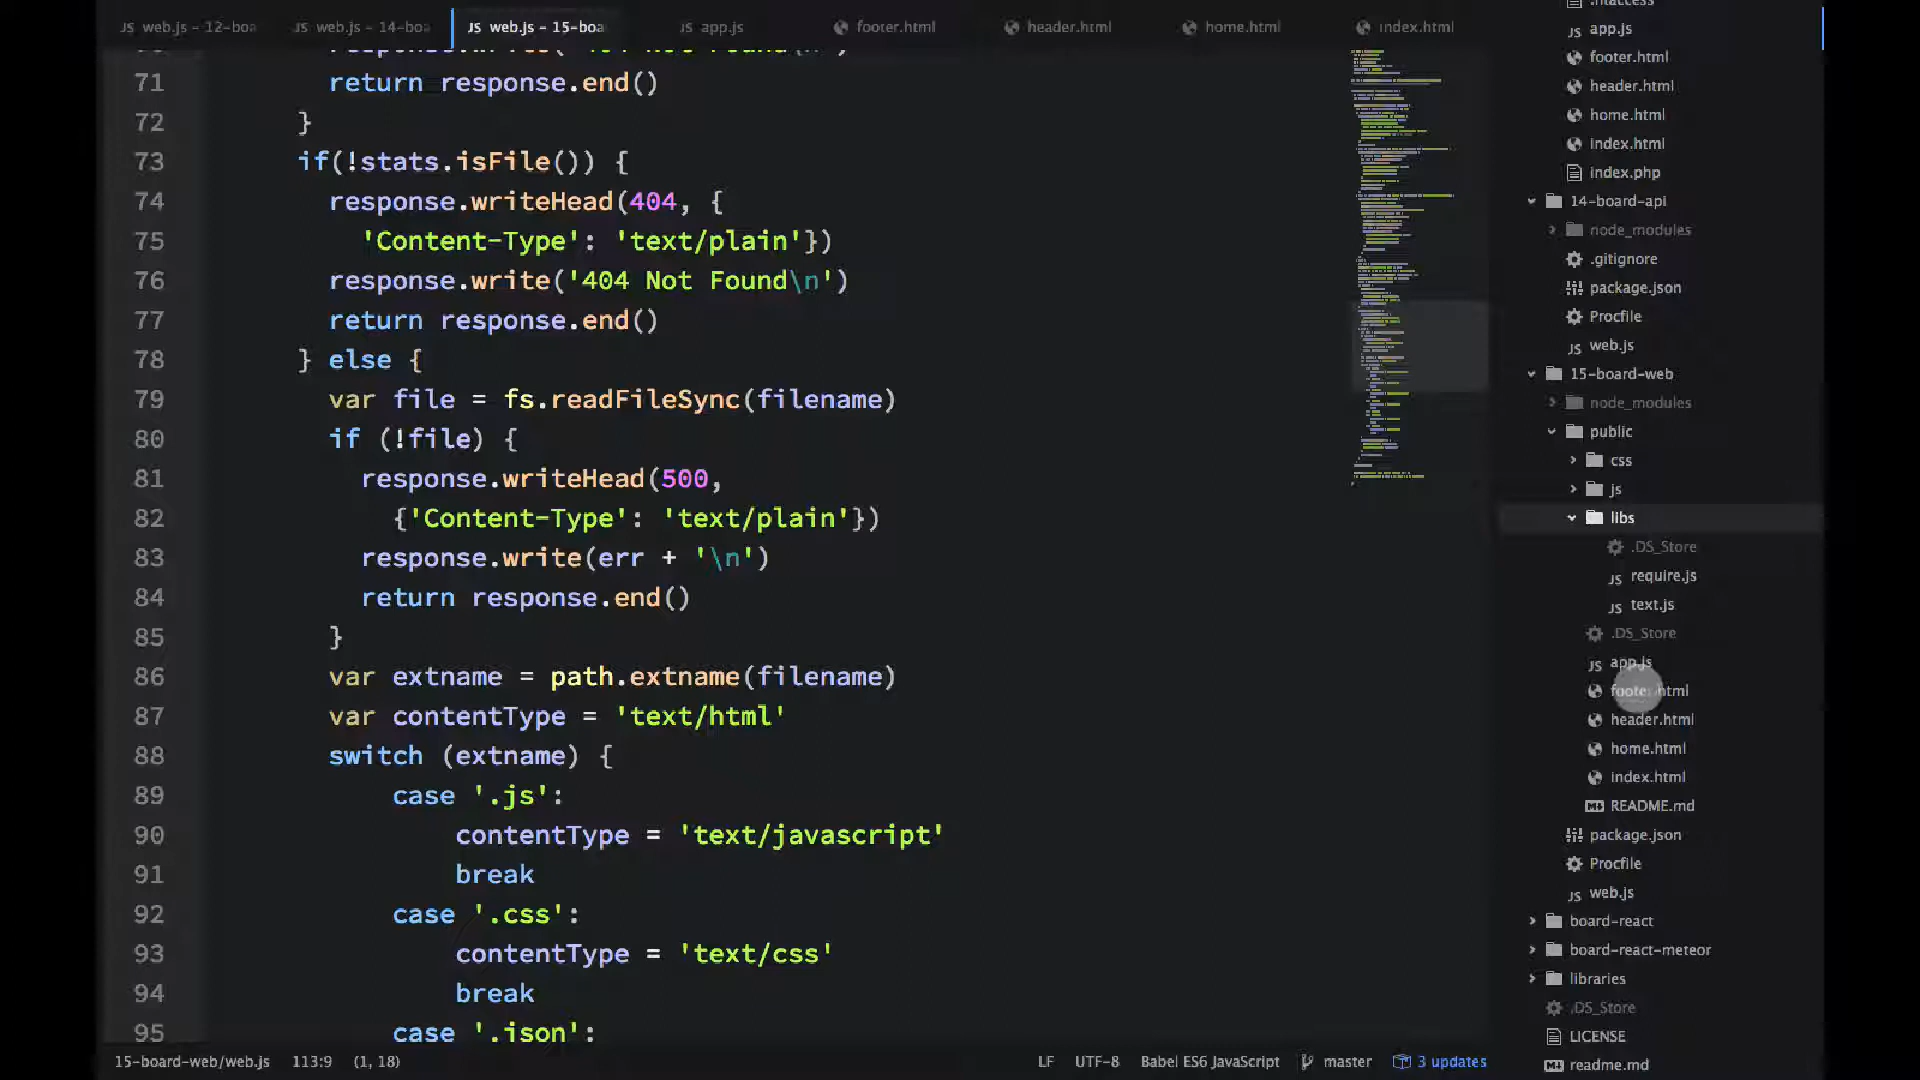 web.js – 12-boa
web.js – 14-boa
web.js – 15-boa
app.js
footer.html
header.html
home.html
index.html
71 return response.end()
72 }
73 if(!stats.isFile()) {
74 response.writeHead(404, {
75 'Content-Type': 'text/plain'})
76 response.write('404 Not Found\n')
77 return response.end()
78 } else {
79 var file = fs.readFileSync(filename)
80 if (!file) {
81 response.writeHead(500,
82 {'Content-Type': 'text/plain'})
83 response.write(err + '\n')
84 return response.end()
85 }
86 var extname = path.extname(filename)
87 var contentType = 'text/html'
88 switch (extname) {
89 case '.js':
90 contentType = 'text/javascript'
91 break
92 case '.css':
93 contentType = 'text/css'
94 break
95 case '.json':
app.js
footer.html
header.html
home.html
index.html
index.php
14-board-api
node_modules
.gitignore
package.json
Procfile
web.js
15-board-web
node_modules
public
css
js
libs
.DS_Store
require.js
text.js
.DS_Store
app.js
footer.html
header.html
home.html
index.html
README.md
package.json
Procfile
web.js
board-react
board-react-meteor
libraries
.DS_Store
LICENSE
readme.md
15-board-web/web.js 113:9 (1, 18)
LF UTF-8 Babel ES6 JavaScript master 3 updates